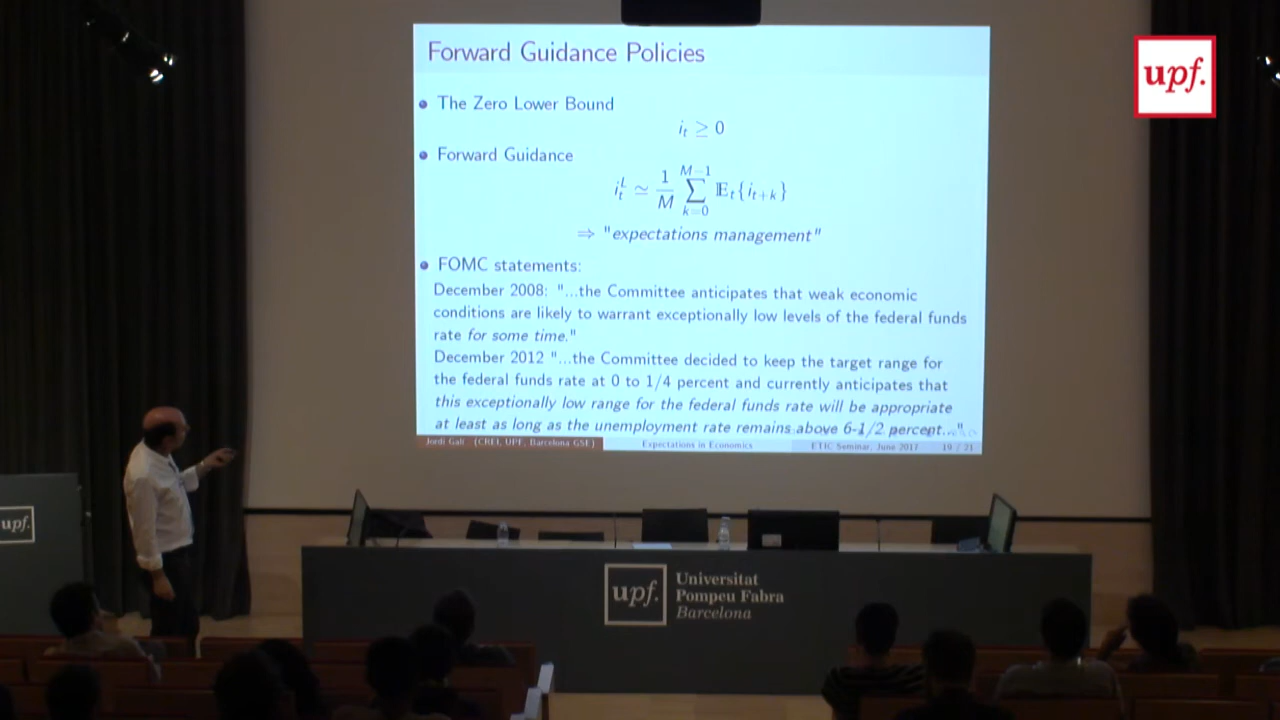 Forward Guidance Policies
The Zero Lower Bound
i_t ≥ 0
Forward Guidance
i_t^L ≃ 1/M ∑_{k=0}^{M−1} 𝔼_t{i_{t+k}}
⇒ "expectations management"
FOMC statements:
December 2008: "...the Committee anticipates that weak economic
conditions are likely to warrant exceptionally low levels of the federal funds
rate for some time."
December 2012 "...the Committee decided to keep the target range for
the federal funds rate at 0 to 1/4 percent and currently anticipates that
this exceptionally low range for the federal funds rate will be appropriate
at least as long as the unemployment rate remains above 6-1/2 percent..."
Jordi Galí (CREI, UPF, Barcelona GSE)
Expectations in Economics
ETIC Seminar, June 2017
19 / 21
upf.
upf.
upf.
Universitat
Pompeu Fabra
Barcelona